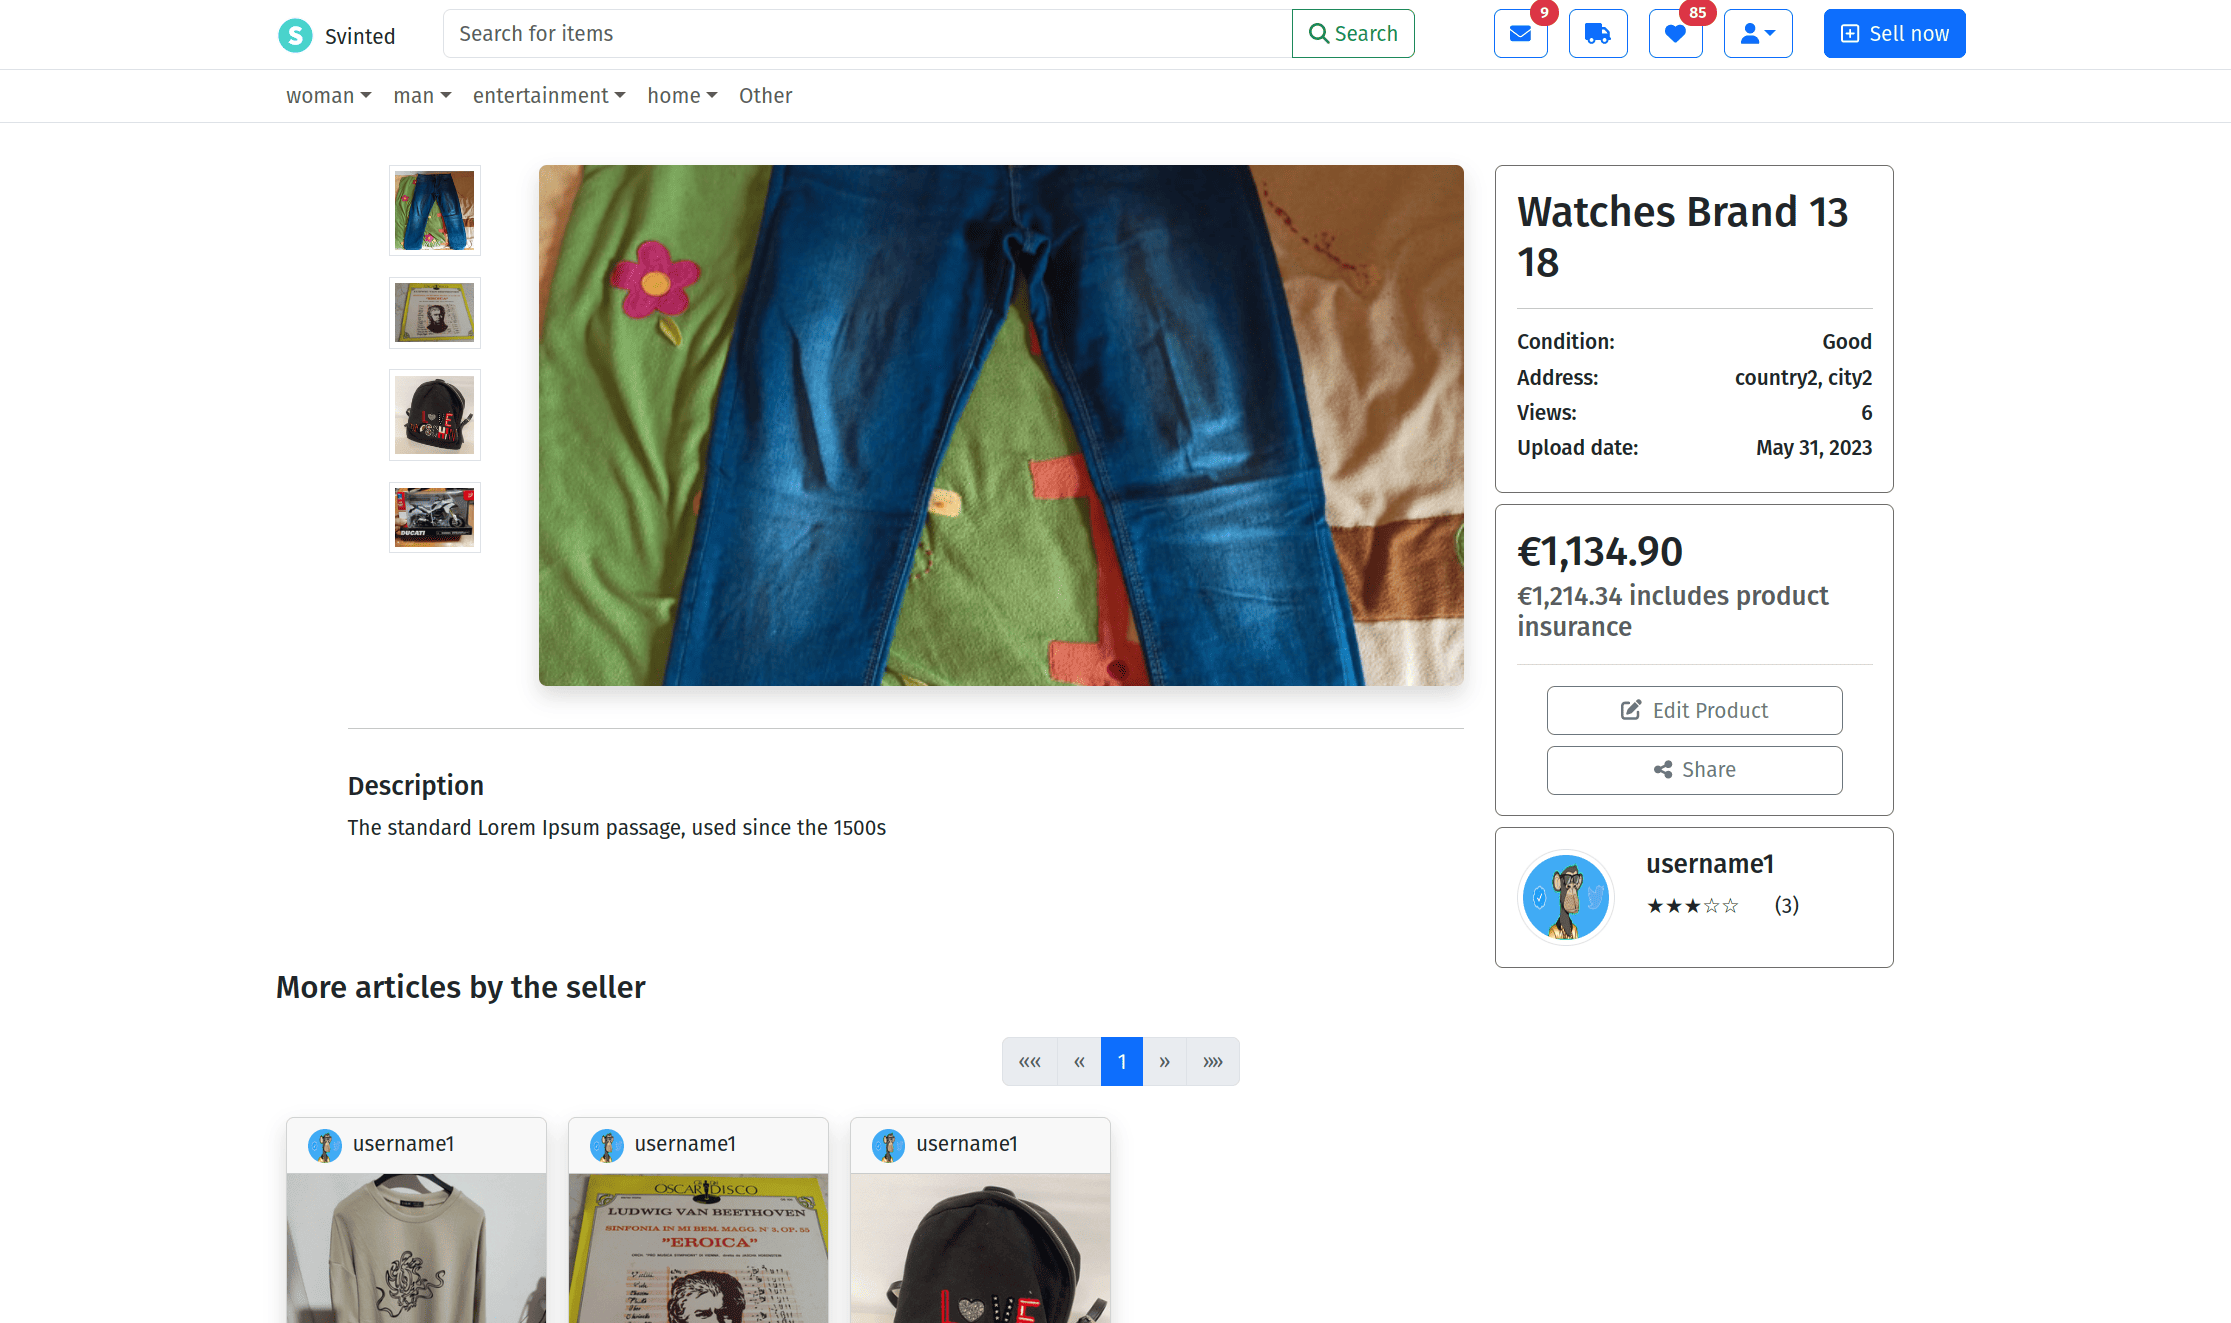 Svinted
Search for items
Search
9
85
Sell now
woman
man
entertainment
home
Other
Watches Brand 13
18
Condition: Good
Address: country2, city2
Views: 6
Upload date: May 31, 2023
€1,134.90
€1,214.34 includes product
insurance
Edit Product
Share
username1
★★★☆☆ (3)
DUCATI
Description
The standard Lorem Ipsum passage, used since the 1500s
More articles by the seller
«« « 1 » »»
username1
username1
OSCAR DISCO
LUDWIG VAN BEETHOVEN
SINFONIA IN MI BEM. MAGG. N° 3, OP. 55
"EROICA"
username1
LOVE